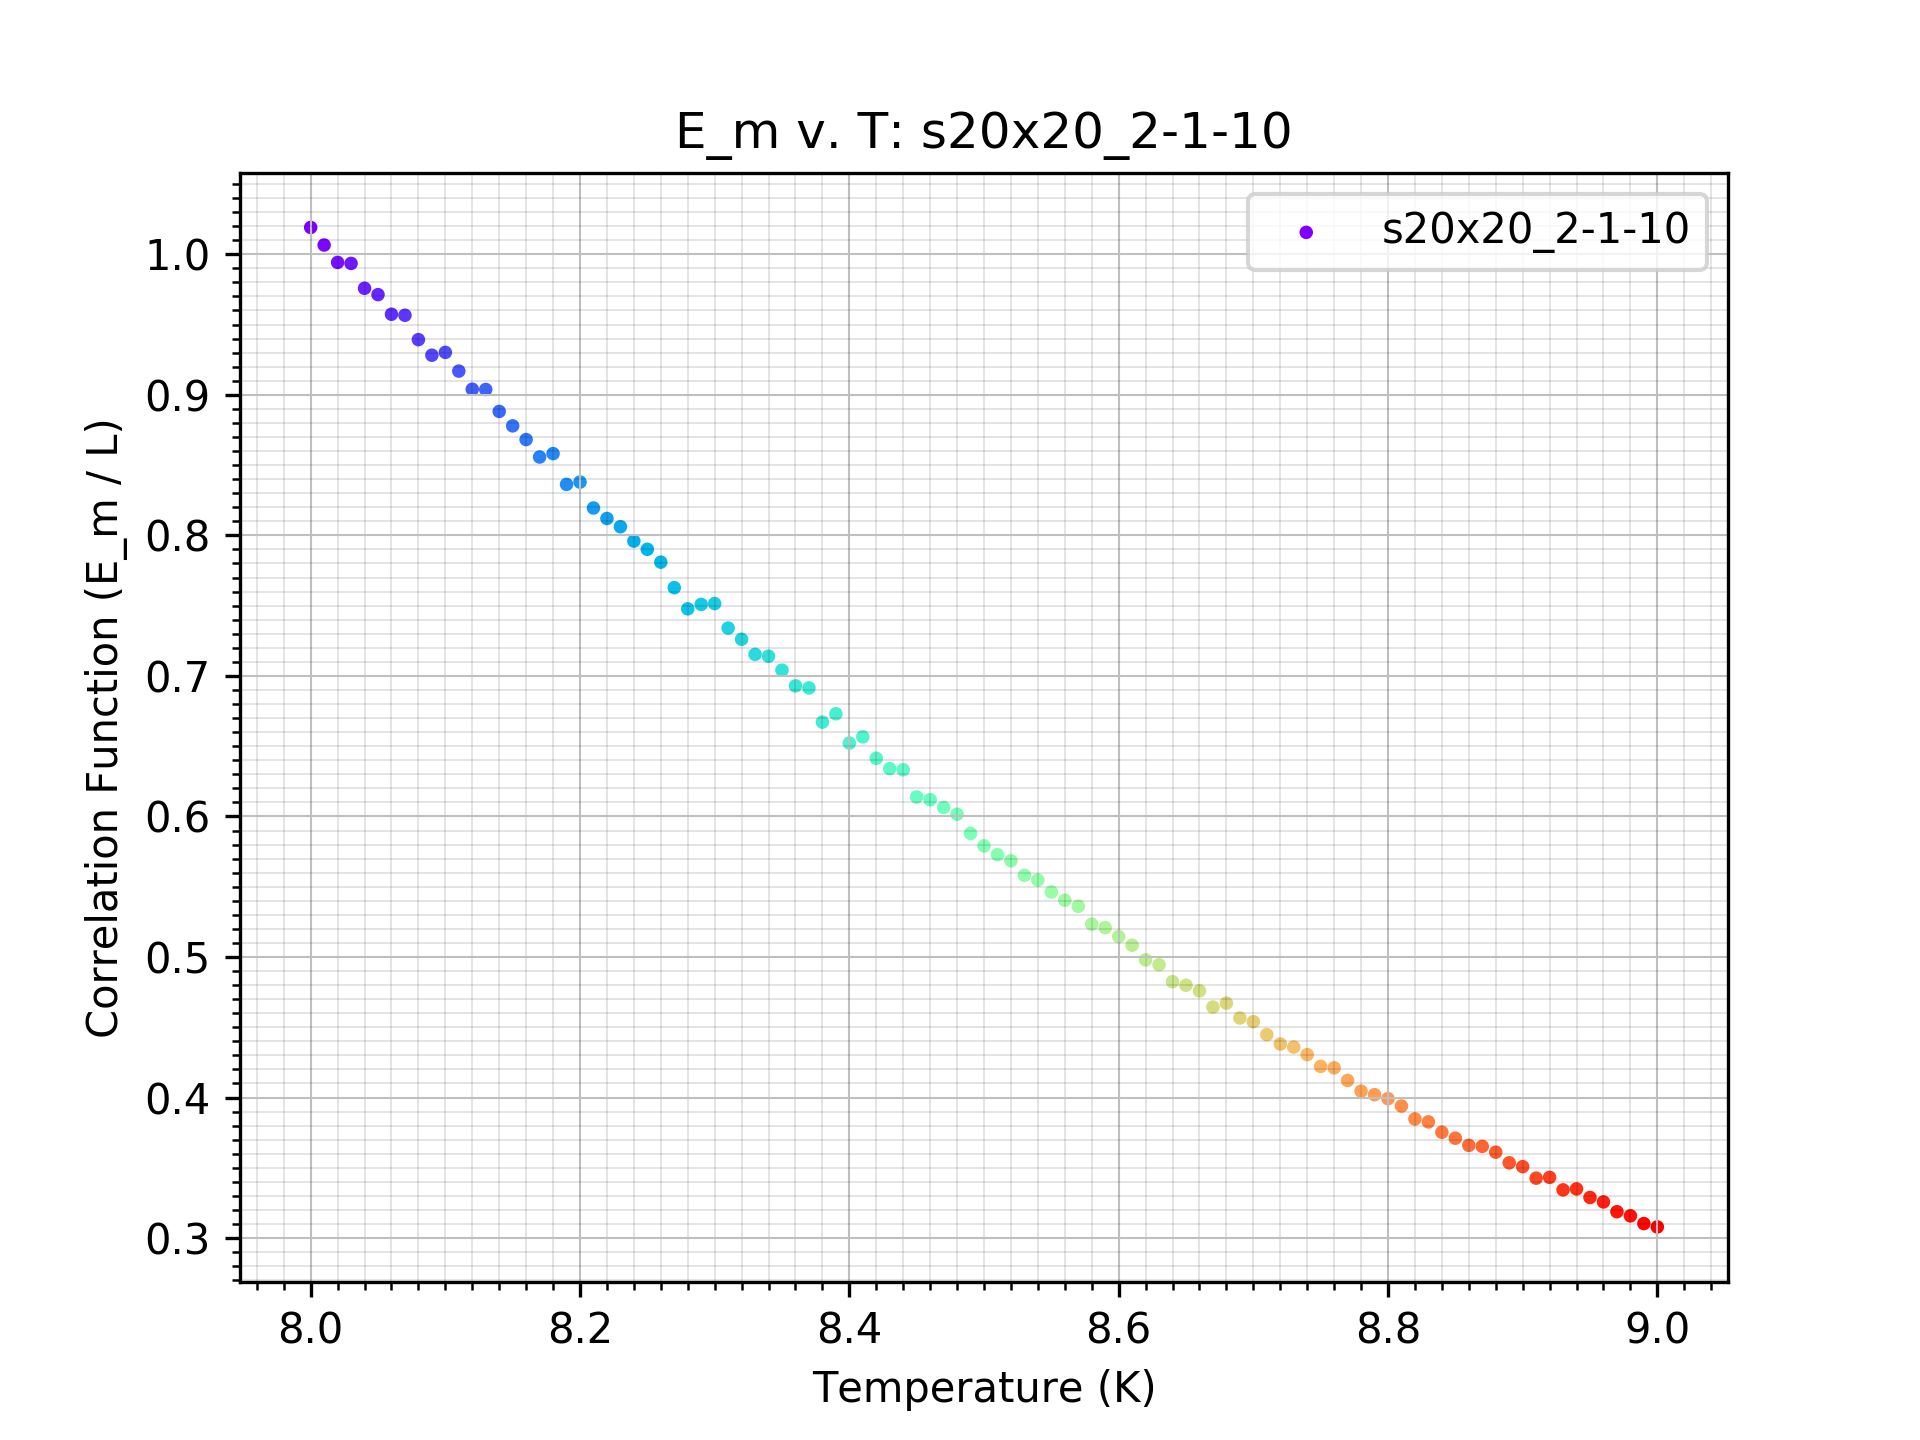 E_m v. T: s20x20_2-1-10
s20x20_2-1-10
Correlation Function (E_m / L)
1.0
0.9
0.8
0.7
0.6
0.5
0.4
0.3
8.0 8.2 8.4 8.6 8.8 9.0
Temperature (K)